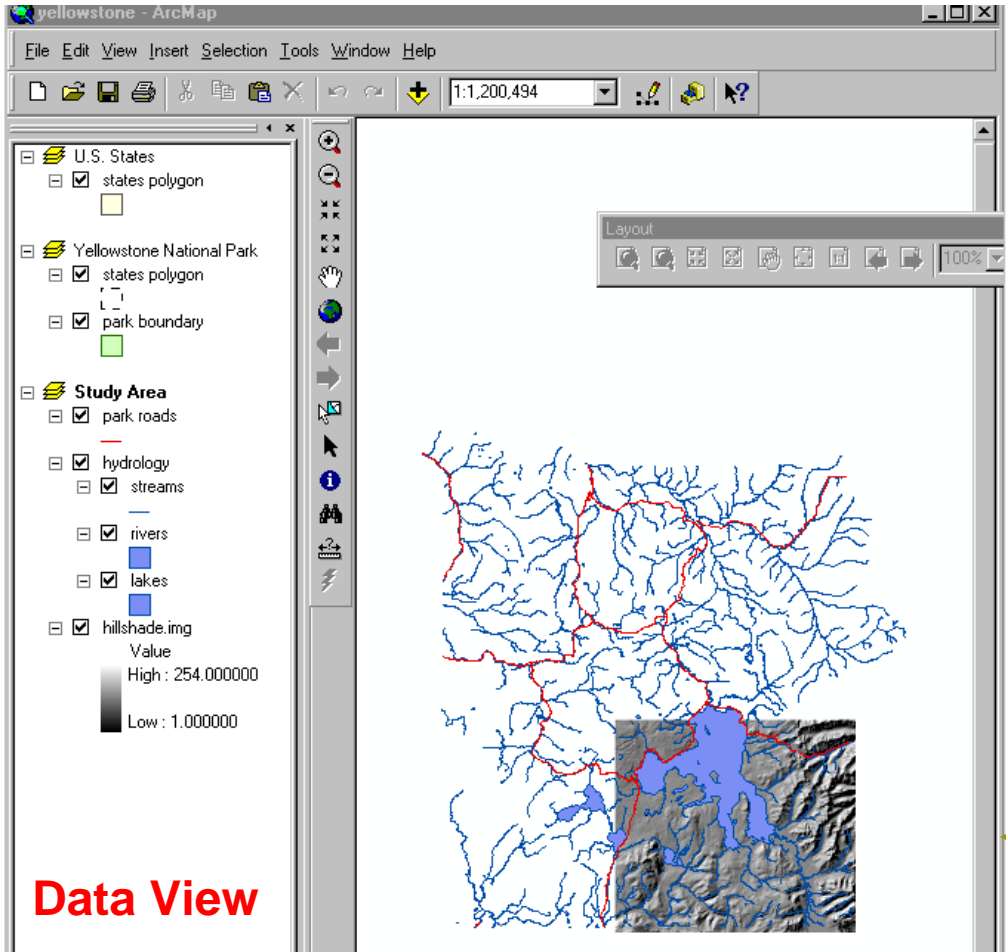 yellowstone - ArcMap
File Edit View Insert Selection Tools Window Help
1:1,200,494
U.S. States
states polygon
Yellowstone National Park
states polygon
park boundary
Study Area
park roads
hydrology
streams
rivers
lakes
hillshade.img
Value
High : 254.000000
Low : 1.000000
Layout
1:1
100%
Data View